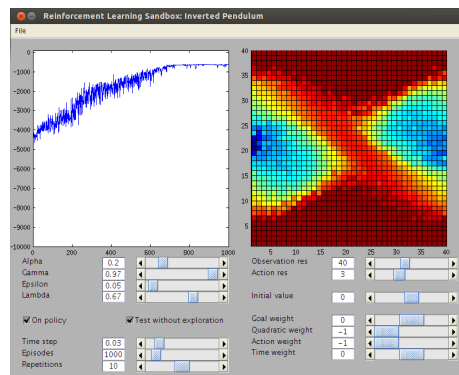 Reinforcement Learning Sandbox: Inverted Pendulum
File
0
-1000
-2000
-3000
-4000
-5000
-6000
-7000
-8000
-9000
-10000
0 200 400 600 800 1000
40
35
30
25
20
15
10
5
5 10 15 20 25 30 35 40
Alpha 0.2
Gamma 0.97
Epsilon 0.05
Lambda 0.67
On policy Test without exploration
Time step 0.03
Episodes 1000
Repetitions 10
Observation res 40
Action res 3
Initial value 0
Goal weight 0
Quadratic weight -1
Action weight -1
Time weight 0